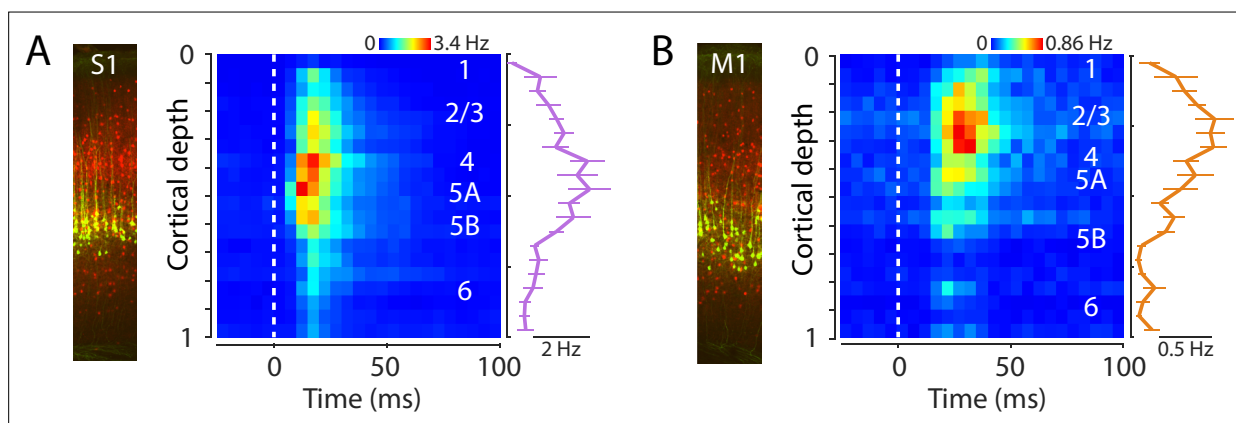 A
S1
0 3.4 Hz
Cortical depth
0
1
1
2/3
4
5A
5B
6
0 50 100
Time (ms)
2 Hz
B
M1
0 0.86 Hz
Cortical depth
0
1
1
2/3
4
5A
5B
6
0 50 100
Time (ms)
0.5 Hz